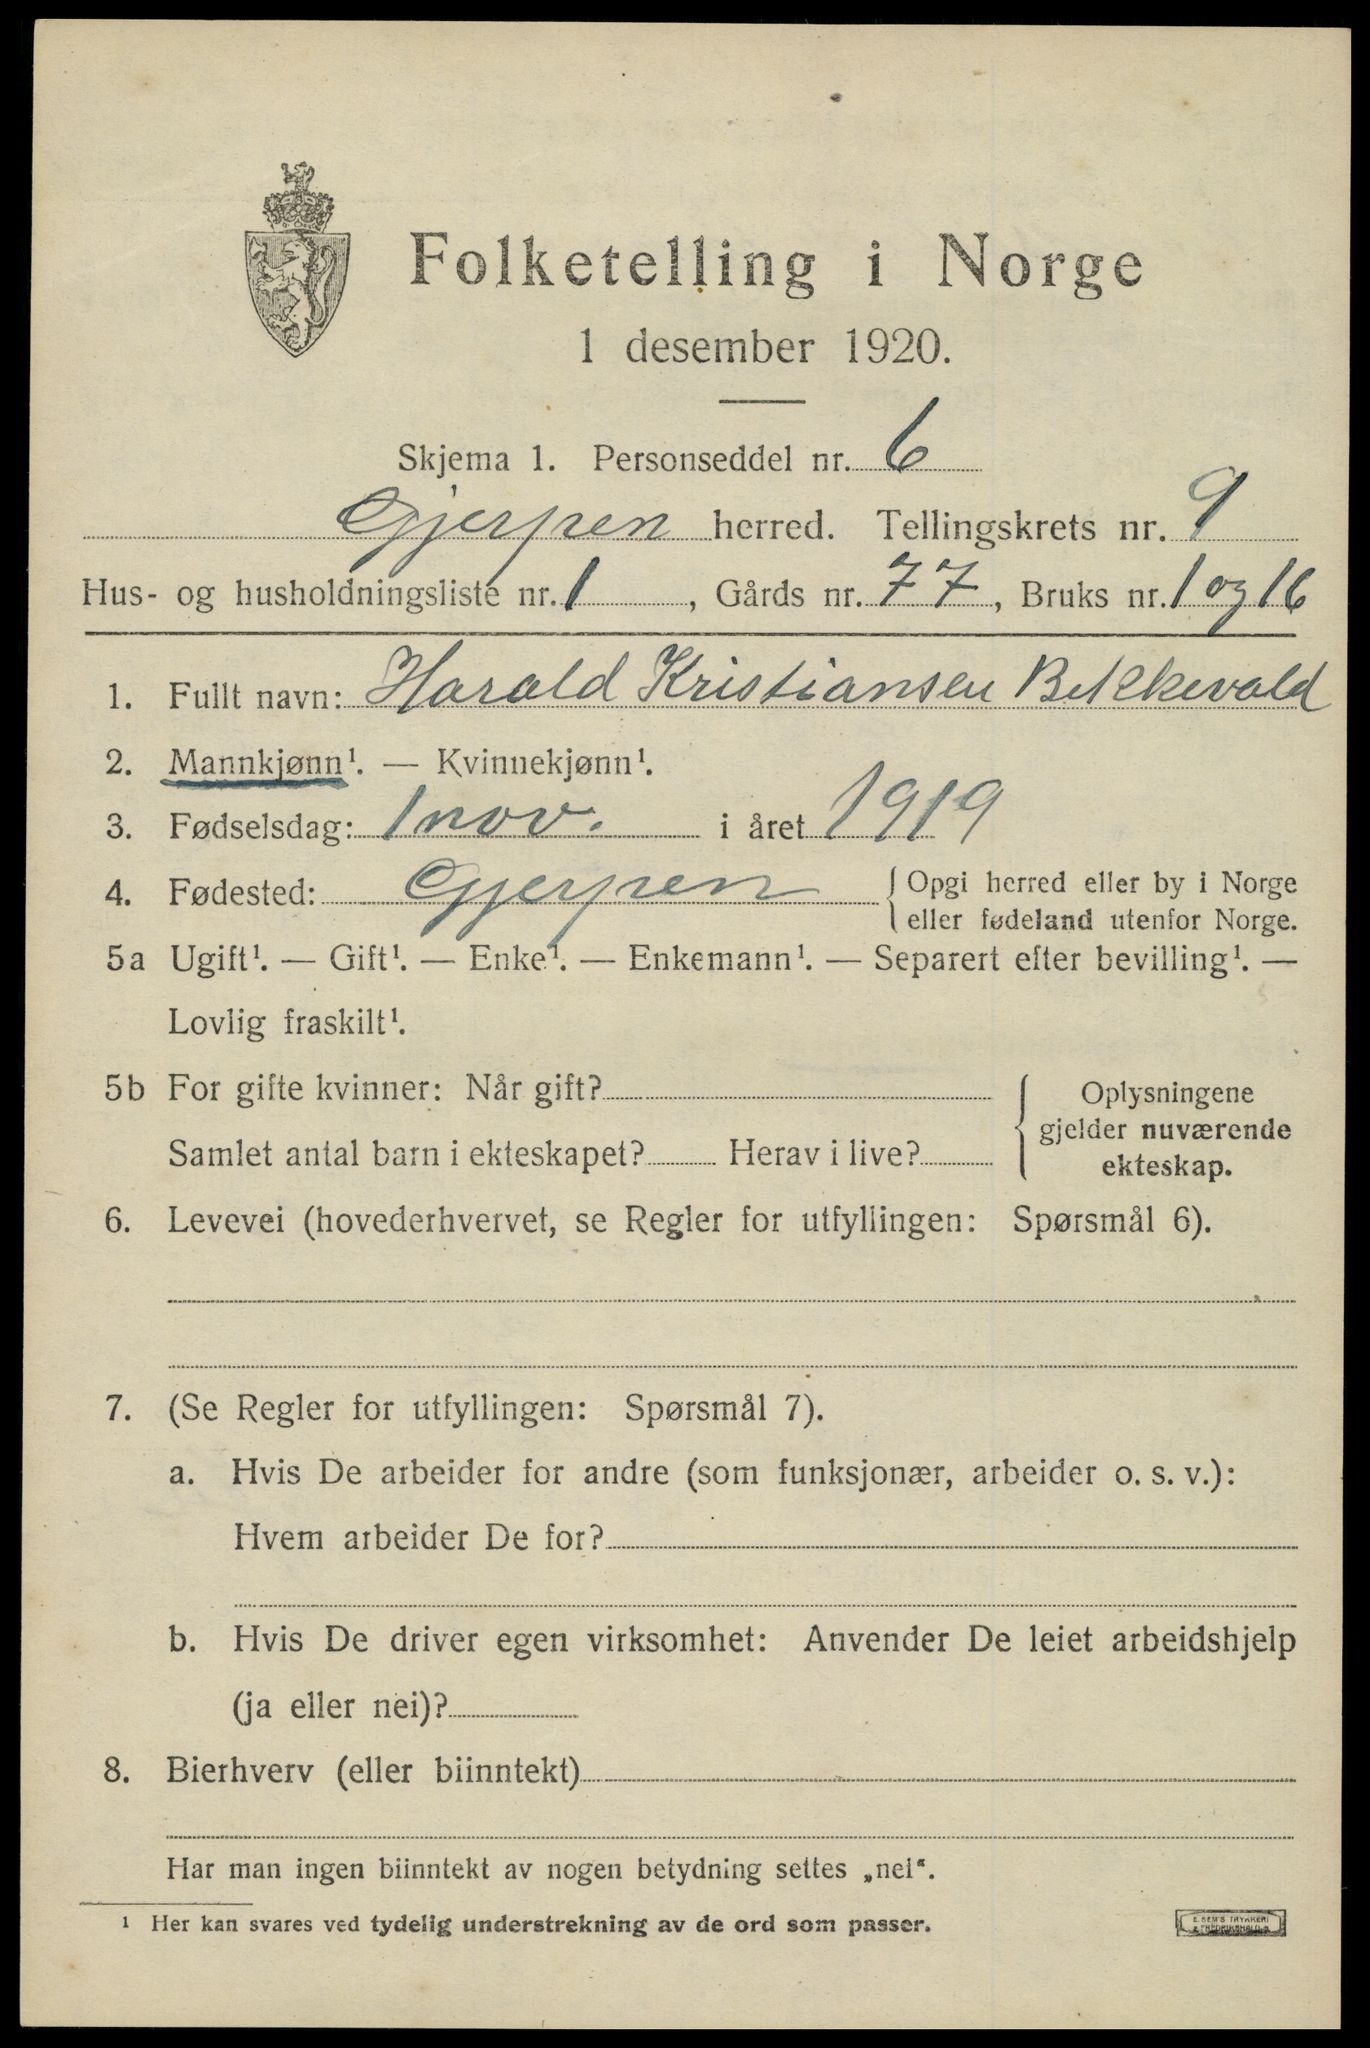 Folketelling i Norge
1 desember 1920.
Skjema 1. Personseddel nr. 6
Gjerpen herred. Tellingskrets nr. 9
Hus- og husholdningsliste nr. 1, Gårds nr. 77, Bruks nr. 1 og 16
1. Fullt navn: Harald Kristiansen Bekkevold
2. Mannkjønn¹. — Kvinnekjønn¹.
3. Fødselsdag: 1 nov. i året 1919
4. Fødested: Gjerpen { Opgi herred eller by i Norge
eller fødeland utenfor Norge.
5a Ugift¹. — Gift¹. — Enke¹. — Enkemann¹. — Separert efter bevilling¹. —
Lovlig fraskilt¹.
5b For gifte kvinner: Når gift?
Samlet antal barn i ekteskapet? Herav i live?
{ Oplysningene
gjelder nuværende
ekteskap.
6. Levevei (hovederhvervet, se Regler for utfyllingen: Spørsmål 6).
7. (Se Regler for utfyllingen: Spørsmål 7).
a. Hvis De arbeider for andre (som funksjonær, arbeider o. s. v.):
Hvem arbeider De for?
b. Hvis De driver egen virksomhet: Anvender De leiet arbeidshjelp
(ja eller nei)?
8. Bierhverv (eller biinntekt)
Har man ingen biinntekt av nogen betydning settes „nei“.
¹ Her kan svares ved tydelig understrekning av de ord som passer.
E. SEM'S TRYKKERI
FREDRIKSHALD